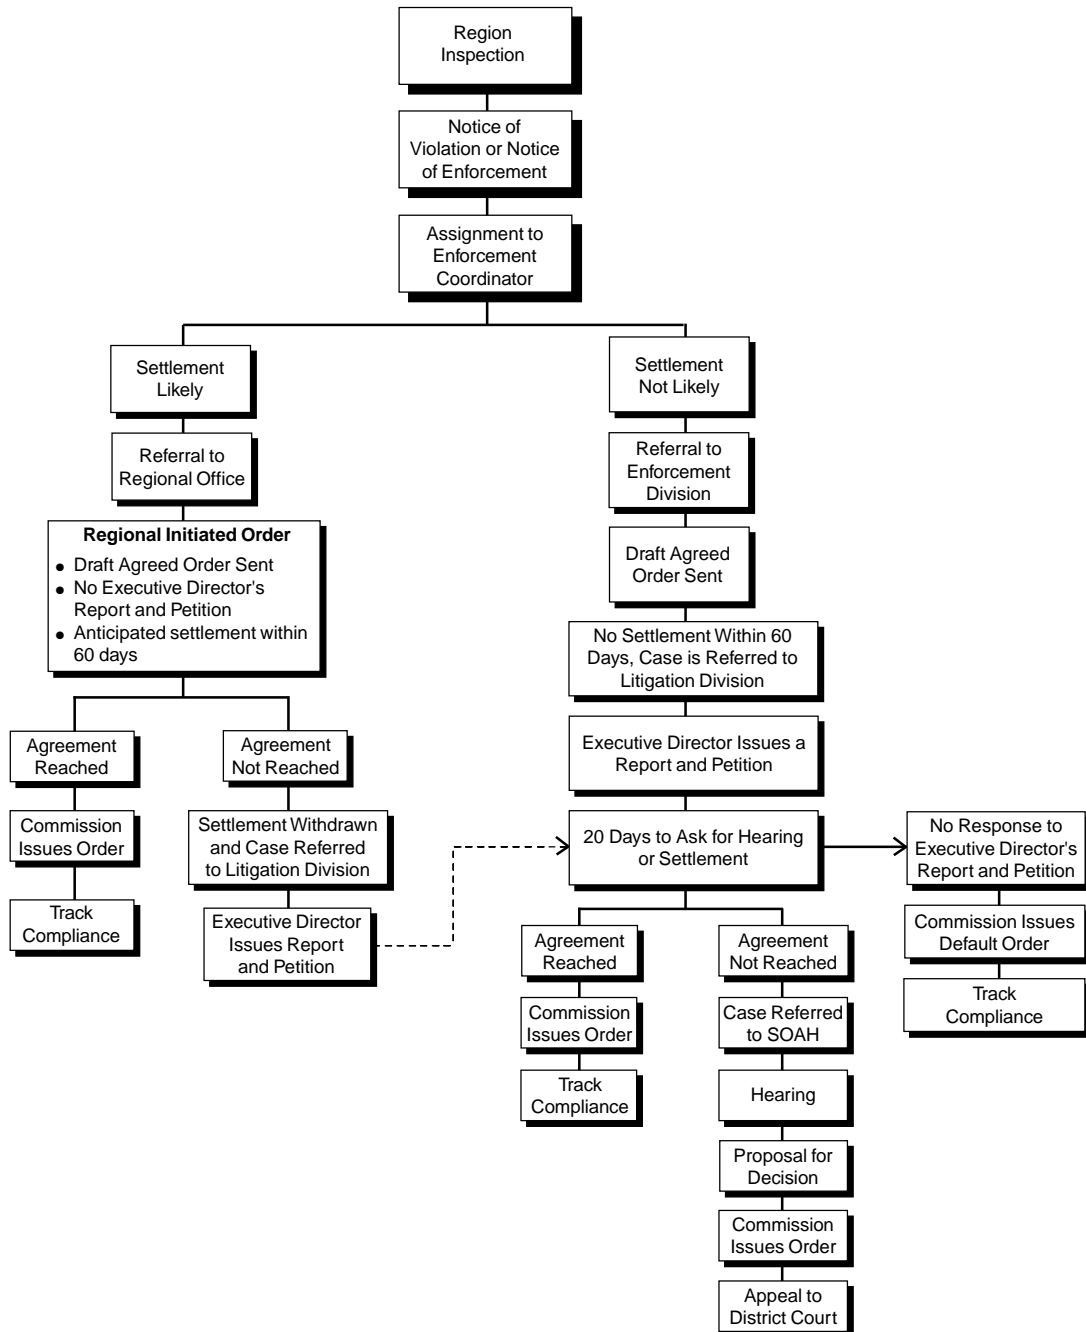 Region
Inspection
Notice of
Violation or Notice
of Enforcement
Assignment to
Enforcement
Coordinator
Settlement
Likely
Referral to
Regional Office
Regional Initiated Order
● Draft Agreed Order Sent
● No Executive Director's
Report and Petition
● Anticipated settlement within
60 days
Agreement
Reached
Commission
Issues Order
Track
Compliance
Agreement
Not Reached
Settlement Withdrawn
and Case Referred
to Litigation Division
Executive Director
Issues Report
and Petition
Settlement
Not Likely
Referral to
Enforcement
Division
Draft Agreed
Order Sent
No Settlement Within 60
Days, Case is Referred to
Litigation Division
Executive Director Issues a
Report and Petition
20 Days to Ask for Hearing
or Settlement
Agreement
Reached
Commission
Issues Order
Track
Compliance
Agreement
Not Reached
Case Referred
to SOAH
Hearing
Proposal for
Decision
Commission
Issues Order
Appeal to
District Court
No Response to
Executive Director's
Report and Petition
Commission Issues
Default Order
Track
Compliance